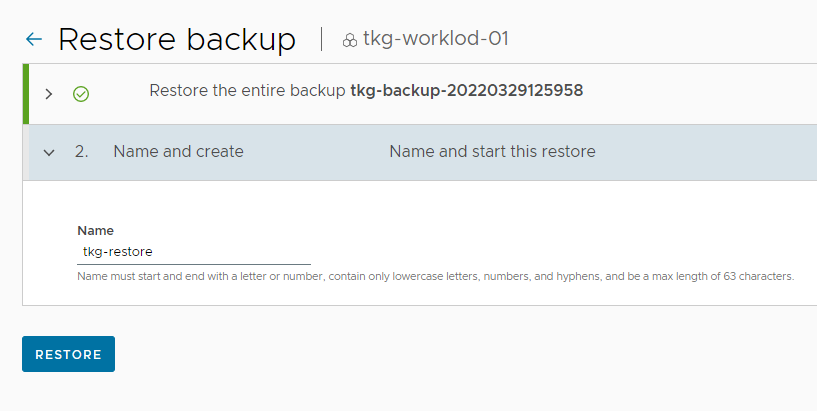 Restore backup tkg-worklod-01
Restore the entire backup tkg-backup-20220329125958
2. Name and create Name and start this restore
Name
tkg-restore
Name must start and end with a letter or number, contain only lowercase letters, numbers, and hyphens, and be a max length of 63 characters.
RESTORE